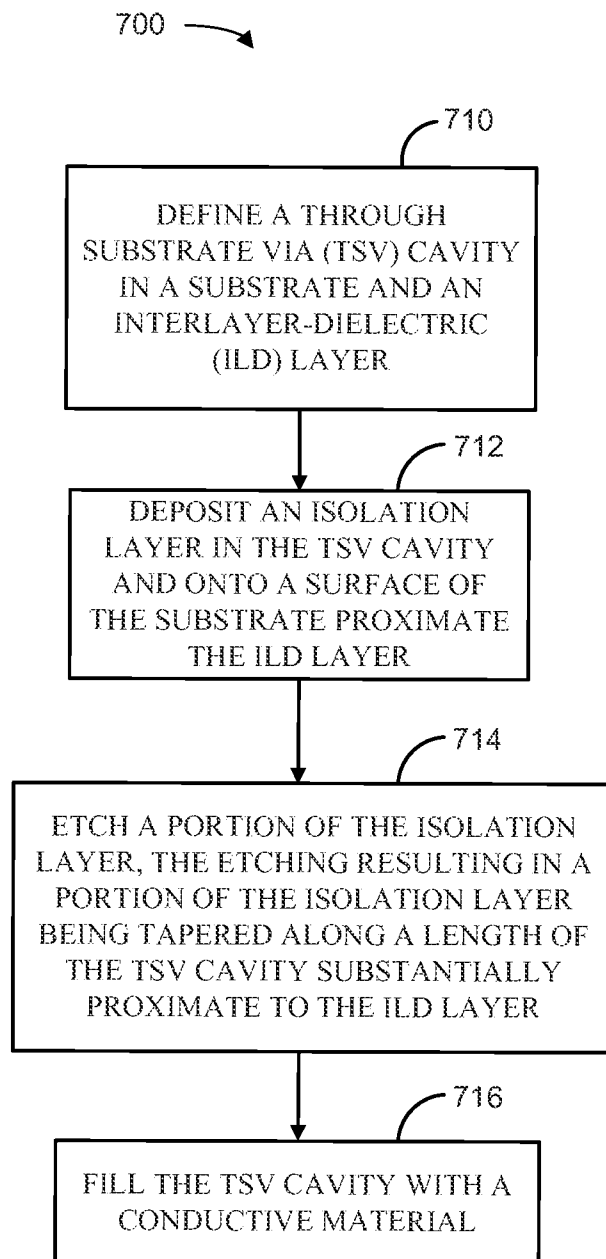 700
710
DEFINE A THROUGH
SUBSTRATE VIA (TSV) CAVITY
IN A SUBSTRATE AND AN
INTERLAYER-DIELECTRIC
(ILD) LAYER
712
DEPOSIT AN ISOLATION
LAYER IN THE TSV CAVITY
AND ONTO A SURFACE OF
THE SUBSTRATE PROXIMATE
THE ILD LAYER
714
ETCH A PORTION OF THE ISOLATION
LAYER, THE ETCHING RESULTING IN A
PORTION OF THE ISOLATION LAYER
BEING TAPERED ALONG A LENGTH OF
THE TSV CAVITY SUBSTANTIALLY
PROXIMATE TO THE ILD LAYER
716
FILL THE TSV CAVITY WITH A
CONDUCTIVE MATERIAL